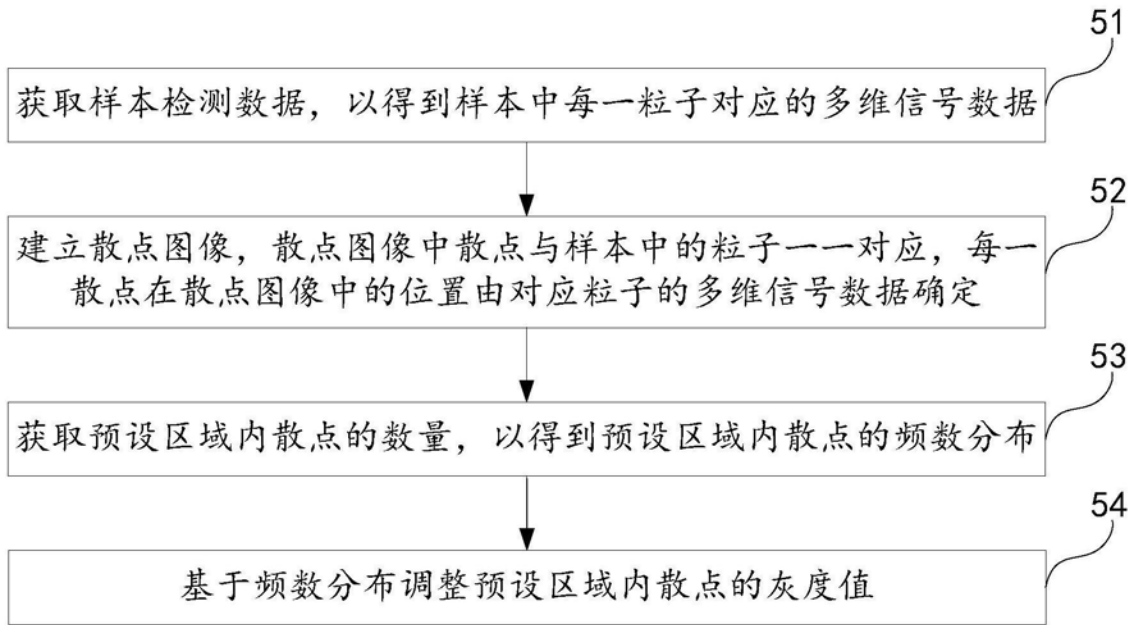 51
获取样本检测数据，以得到样本中每一粒子对应的多维信号数据
52
建立散点图像，散点图像中散点与样本中的粒子一一对应，每一
散点在散点图像中的位置由对应粒子的多维信号数据确定
53
获取预设区域内散点的数量，以得到预设区域内散点的频数分布
54
基于频数分布调整预设区域内散点的灰度值